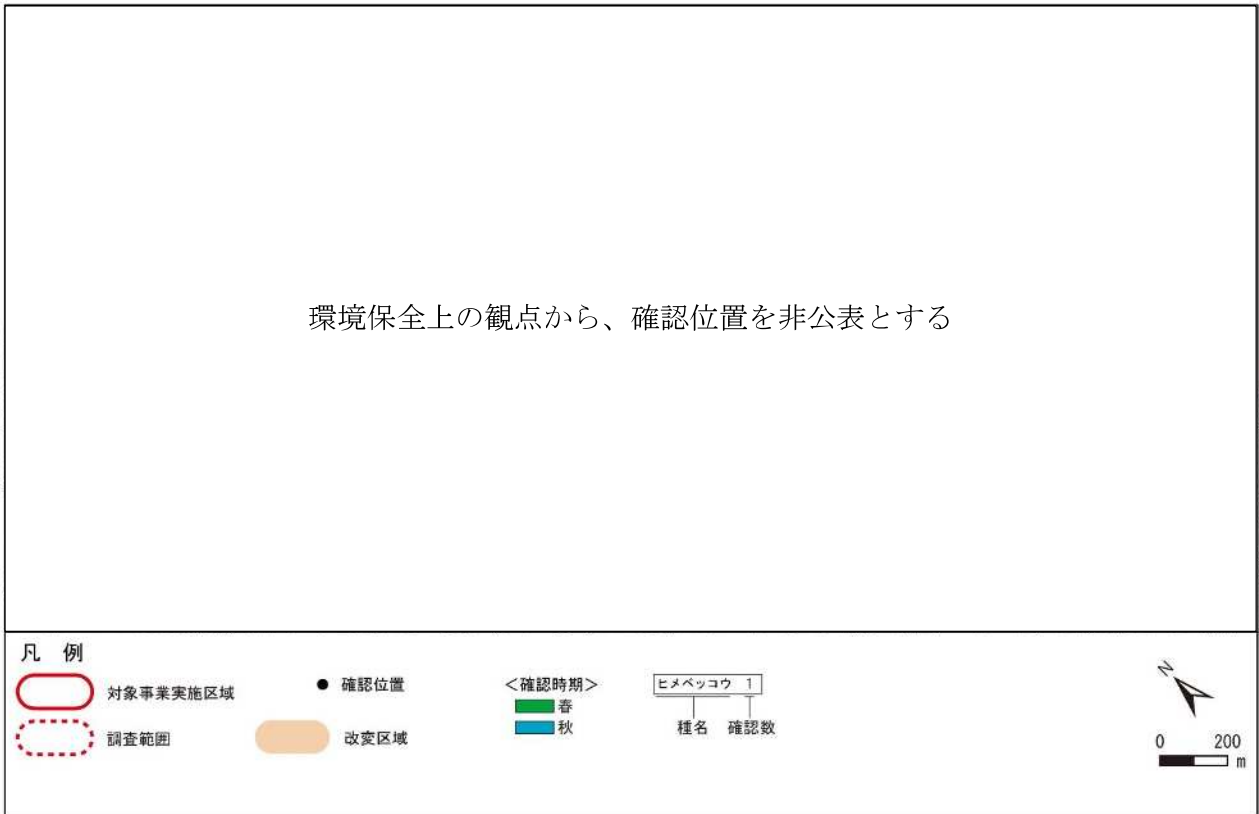 環境保全上の観点から、確認位置を非公表とする
凡 例
対象事業実施区域
調査範囲
確認位置
改変区域
<確認時期>
春
秋
ヒメベッコウ 1
種名 確認数
N
0 200
m